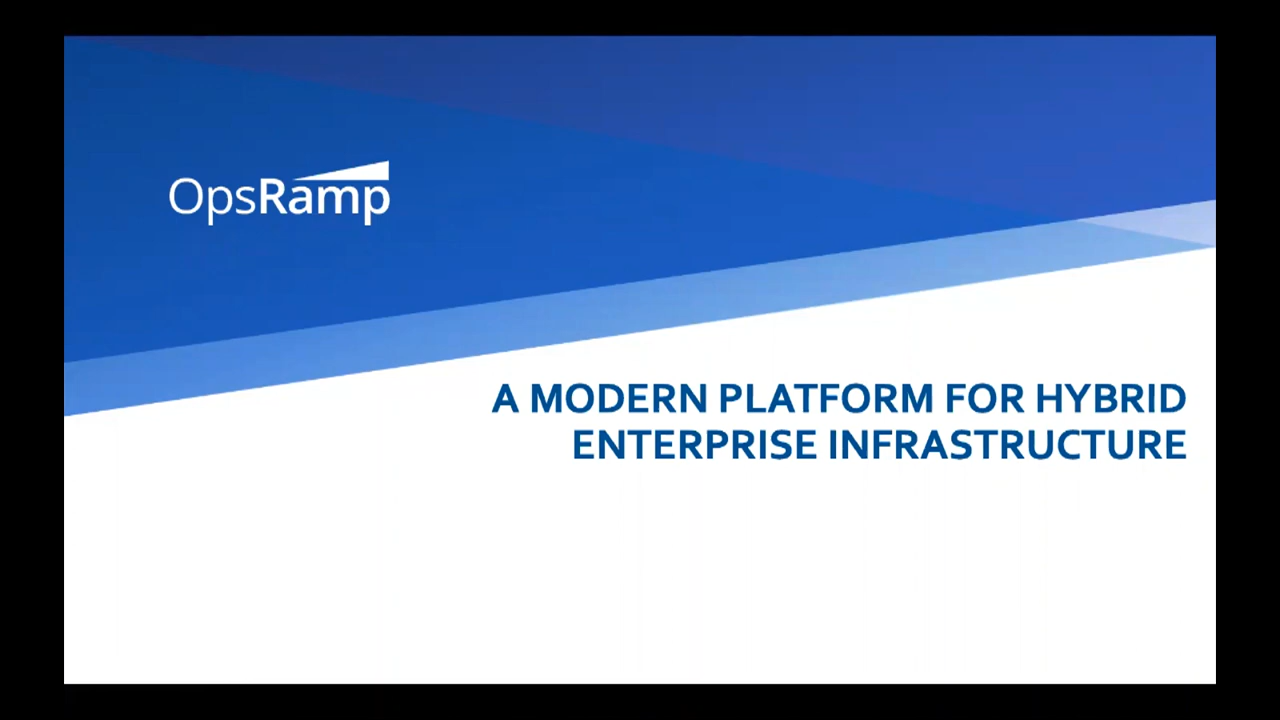 OpsRamp
A MODERN PLATFORM FOR HYBRID
ENTERPRISE INFRASTRUCTURE